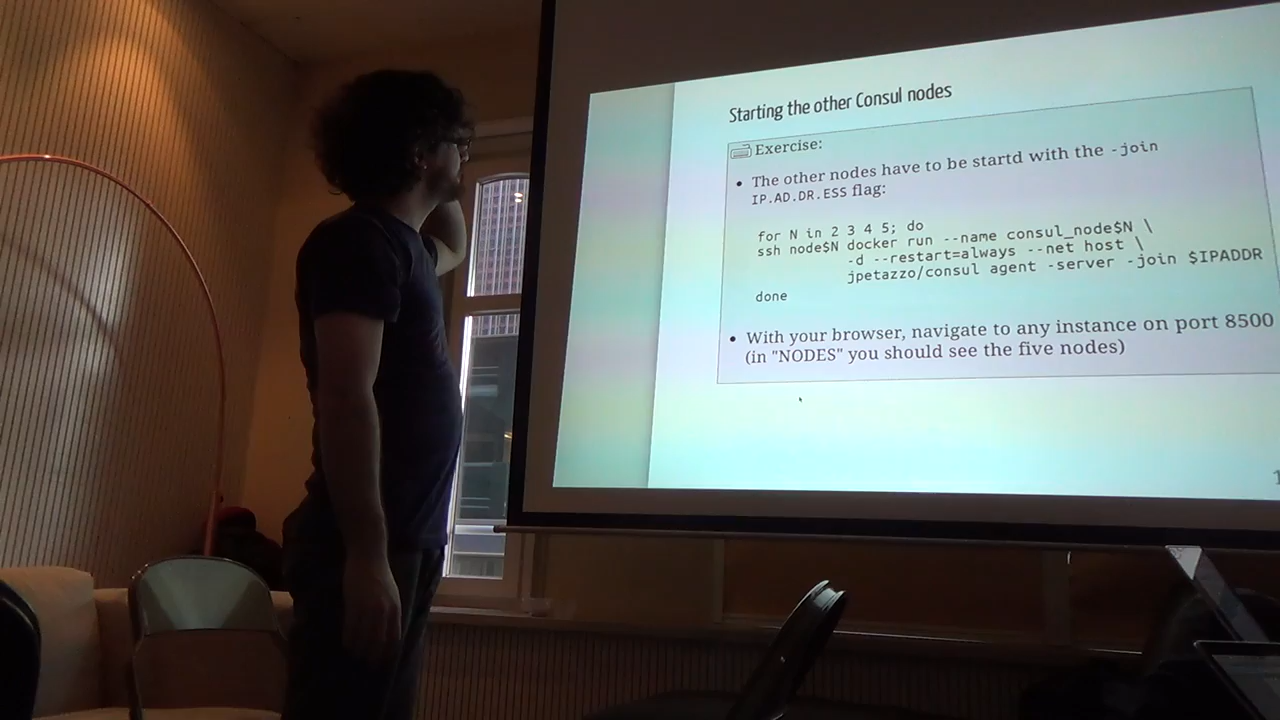 Starting the other Consul nodes
Exercise:
• The other nodes have to be startd with the -join
IP.AD.DR.ESS flag:
for N in 2 3 4 5; do
ssh node$N docker run --name consul_node$N \
-d --restart=always --net host \
jpetazzo/consul agent -server -join $IPADDR
done
• With your browser, navigate to any instance on port 8500
(in "NODES" you should see the five nodes)